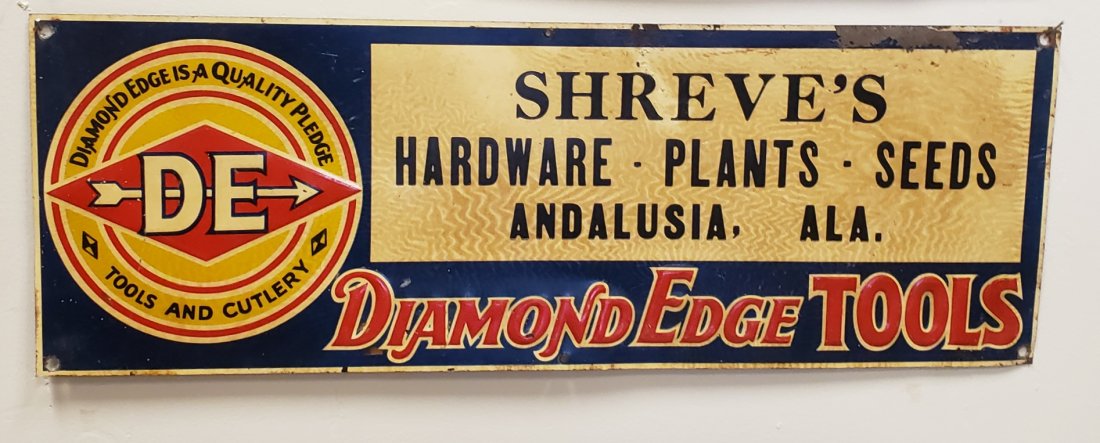 DIAMOND EDGE IS A QUALITY PLEDGE
DE
TOOLS AND CUTLERY
SHREVE'S
HARDWARE · PLANTS · SEEDS
ANDALUSIA, ALA.
DIAMOND EDGE TOOLS